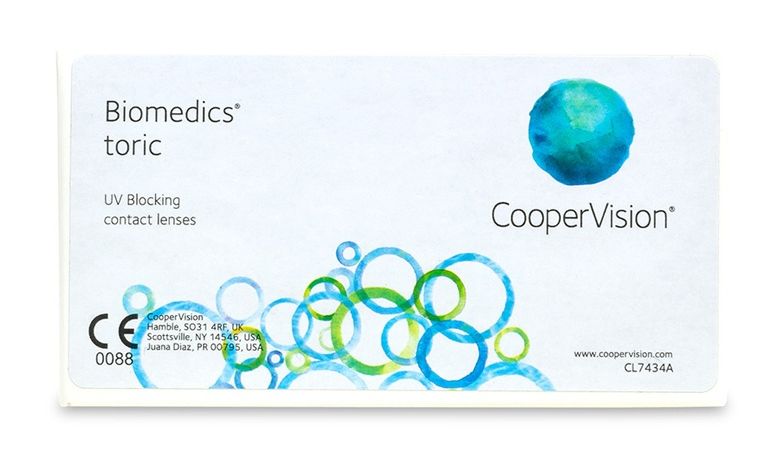 Biomedics®
toric
UV Blocking
contact lenses
CooperVision®
CE
0088
CooperVision
Hamble, SO31 4RF, UK
Scottsville, NY 14546, USA
Juana Diaz, PR 00795, USA
www.coopervision.com
CL7434A